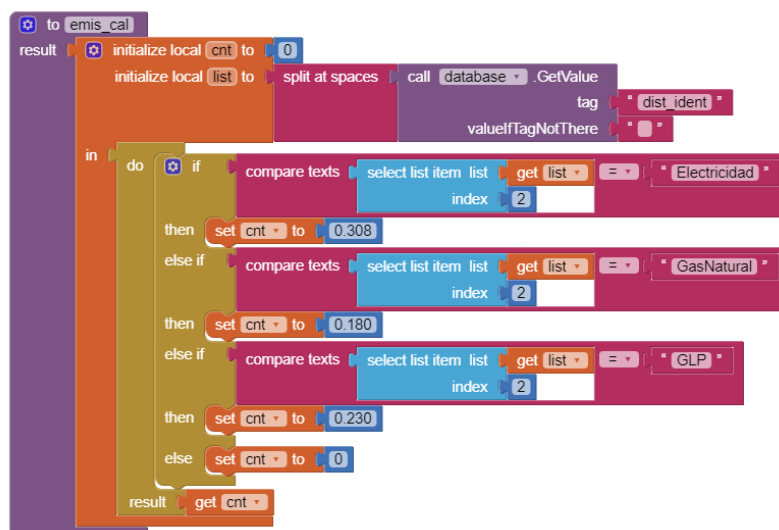 to emis_cal
result initialize local cnt to 0
initialize local list to split at spaces call database .GetValue
tag " dist_ident "
valueIfTagNotThere " "
in do if compare texts select list item list get list = " Electricidad "
index 2
then set cnt to 0.308
else if compare texts select list item list get list = " GasNatural "
index 2
then set cnt to 0.180
else if compare texts select list item list get list = " GLP "
index 2
then set cnt to 0.230
else set cnt to 0
result get cnt